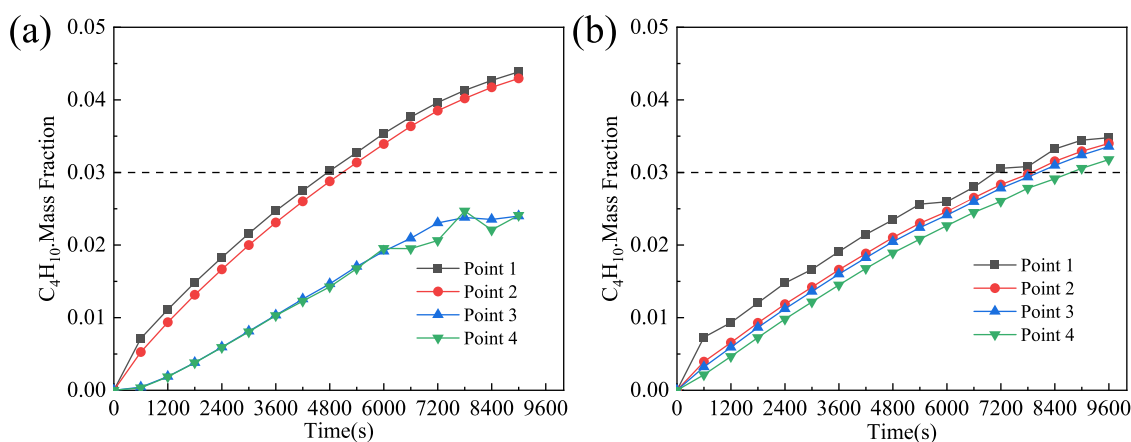 (a)
C₄H₁₀.Mass Fraction
0.05
0.04
0.03
0.02
0.01
0.00
Point 1
Point 2
Point 3
Point 4
0 1200 2400 3600 4800 6000 7200 8400 9600
Time(s)
(b)
C₄H₁₀.Mass Fraction
0.05
0.04
0.03
0.02
0.01
0.00
Point 1
Point 2
Point 3
Point 4
0 1200 2400 3600 4800 6000 7200 8400 9600
Time(s)